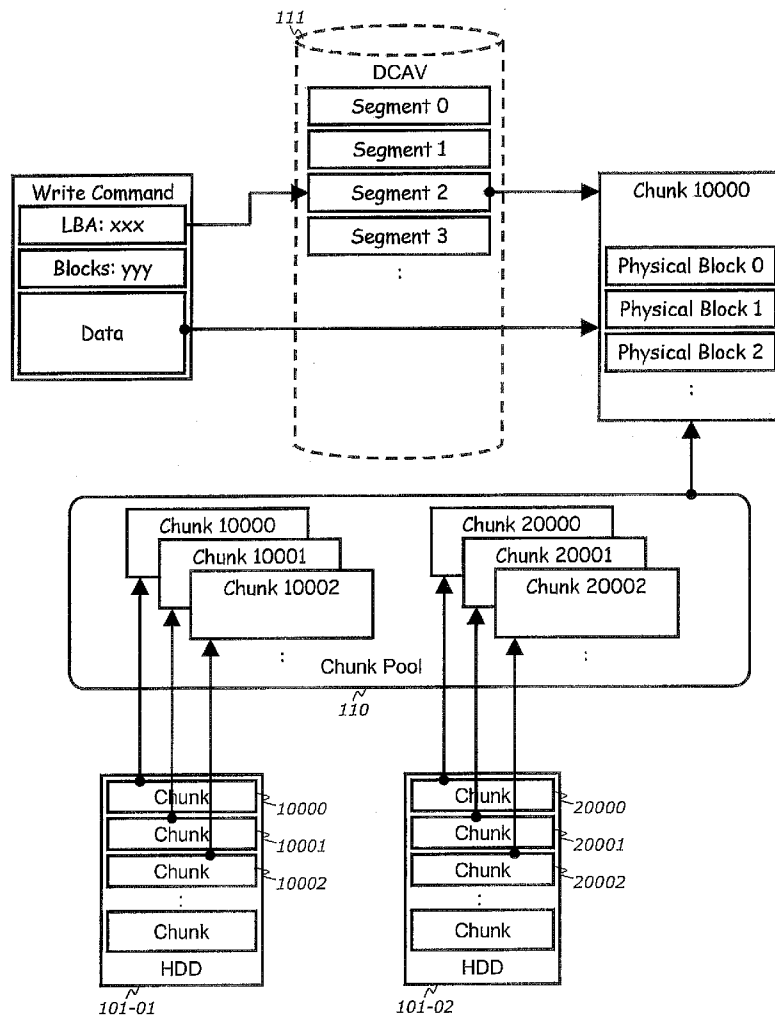 111
DCAV
Segment 0
Segment 1
Segment 2
Segment 3
:
Write Command
LBA: xxx
Blocks: yyy
Data
Chunk 10000
Physical Block 0
Physical Block 1
Physical Block 2
:
Chunk 10000
Chunk 10001
Chunk 10002
:
Chunk 20000
Chunk 20001
Chunk 20002
:
Chunk Pool
110
Chunk
10000
Chunk
10001
Chunk
10002
:
Chunk
HDD
101-01
Chunk
20000
Chunk
20001
Chunk
20002
:
Chunk
HDD
101-02